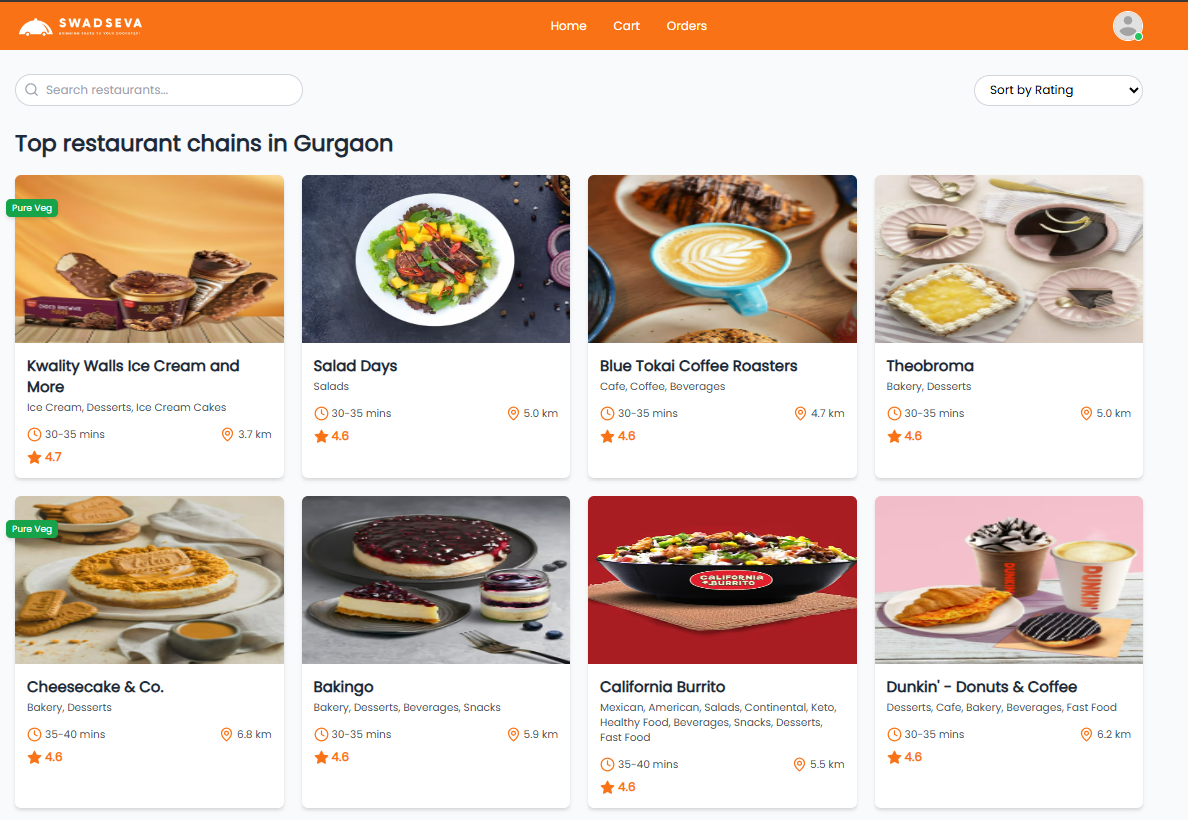 SWADSEVA
Home
Cart
Orders
Search restaurants...
Sort by Rating
Top restaurant chains in Gurgaon
Pure Veg
CHOCO BROWNIE
Kwality Walls Ice Cream and
More
Ice Cream, Desserts, Ice Cream Cakes
30-35 mins
3.7 km
4.7
Salad Days
Salads
30-35 mins
5.0 km
4.6
Blue Tokai Coffee Roasters
Cafe, Coffee, Beverages
30-35 mins
4.7 km
4.6
Theobroma
Bakery, Desserts
30-35 mins
5.0 km
4.6
Pure Veg
Lotus
Cheesecake & Co.
Bakery, Desserts
35-40 mins
6.8 km
4.6
Bakingo
Bakery, Desserts, Beverages, Snacks
30-35 mins
5.9 km
4.6
CALIFORNIA
BURRITO
California Burrito
Mexican, American, Salads, Continental, Keto,
Healthy Food, Beverages, Snacks, Desserts,
Fast Food
35-40 mins
5.5 km
4.6
DUNKIN'
DUNKIN'
Dunkin' - Donuts & Coffee
Desserts, Cafe, Bakery, Beverages, Fast Food
30-35 mins
6.2 km
4.6